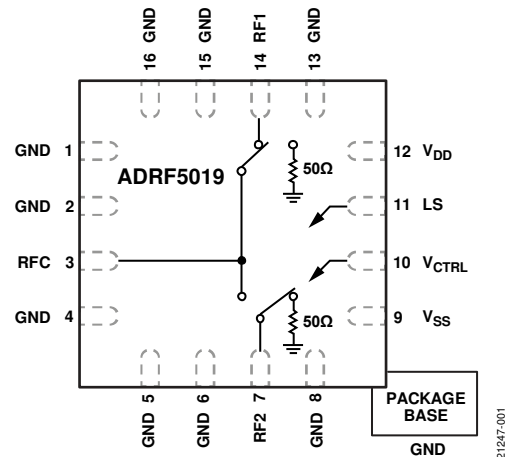 16 GND
15 GND
14 RF1
13 GND
GND 1
GND 2
RFC 3
GND 4
ADRF5019
50Ω
50Ω
12 VDD
11 LS
10 VCTRL
9 VSS
GND 5
GND 6
RF2 7
GND 8
PACKAGE
BASE
GND
21247-001